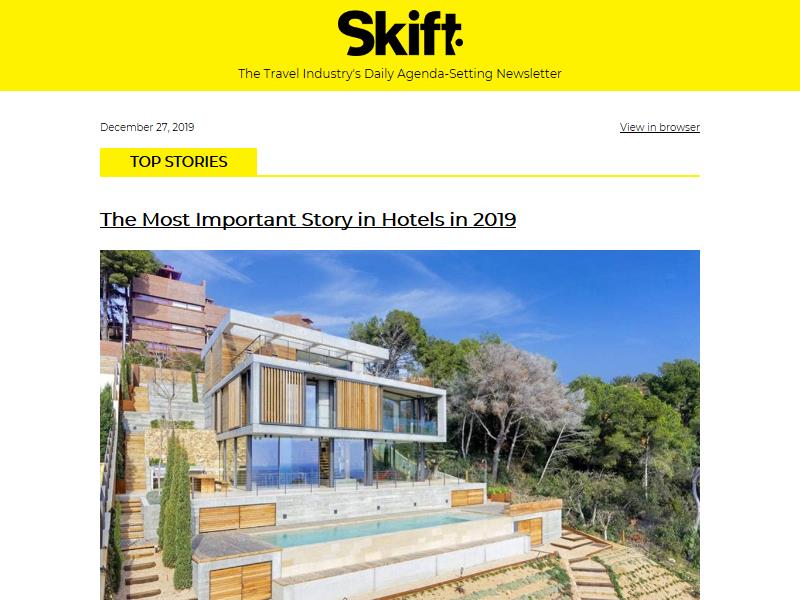 Skift.
The Travel Industry's Daily Agenda-Setting Newsletter
December 27, 2019
View in browser
TOP STORIES
The Most Important Story in Hotels in 2019